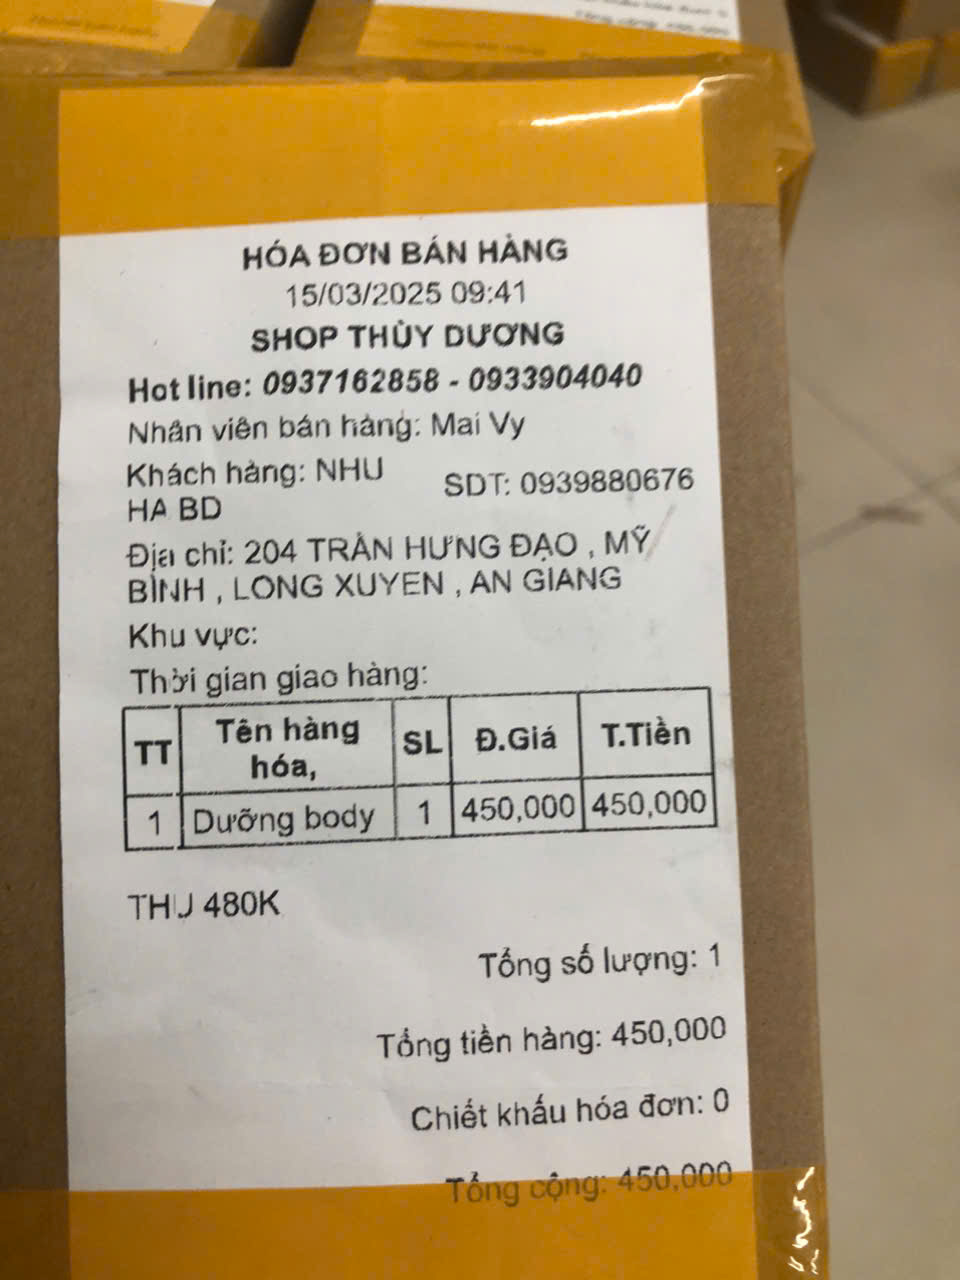 HÓA ĐƠN BÁN HÀNG
15/03/2025 09:41
SHOP THÙY DƯƠNG
Hot line: 0937162858 - 0933904040
Nhân viên bán hàng: Mai Vy
Khách hàng: NHU HA BD SDT: 0939880676
Địa chỉ: 204 TRẦN HƯNG ĐẠO , MỸ
BÌNH , LONG XUYEN , AN GIANG
Khu vực:
Thời gian giao hàng:
TT Tên hàng hóa, SL Đ.Giá T.Tiền
1 Dưỡng body 1 450,000 450,000
THU 480K
Tổng số lượng: 1
Tổng tiền hàng: 450,000
Chiết khấu hóa đơn: 0
Tổng cộng: 450,000